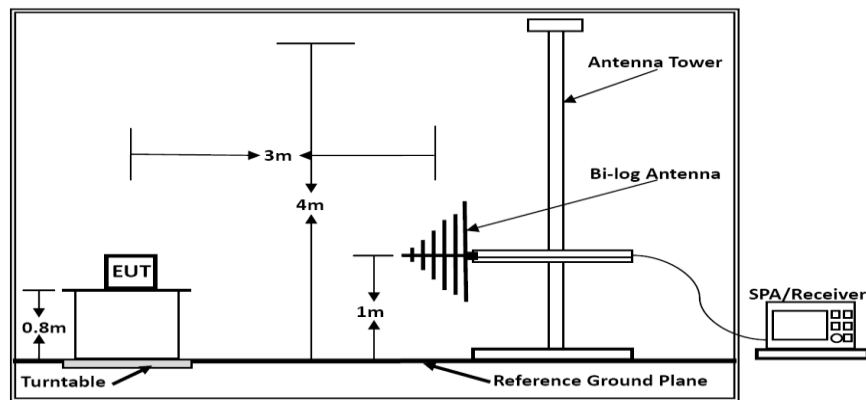 Antenna Tower
3m
Bi-log Antenna
4m
EUT
SPA/Receiver
0.8m
1m
Turntable
Reference Ground Plane